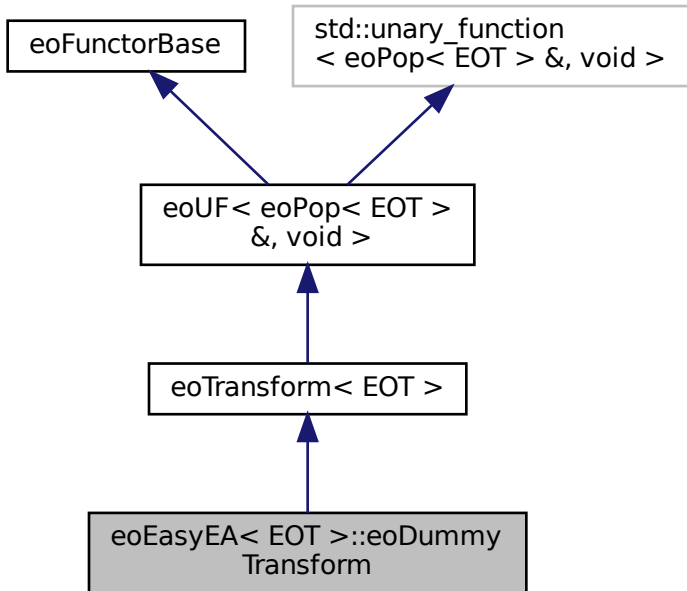 eoFunctorBase
std::unary_function
< eoPop< EOT > &, void >
eoUF< eoPop< EOT >
&, void >
eoTransform< EOT >
eoEasyEA< EOT >::eoDummy
Transform